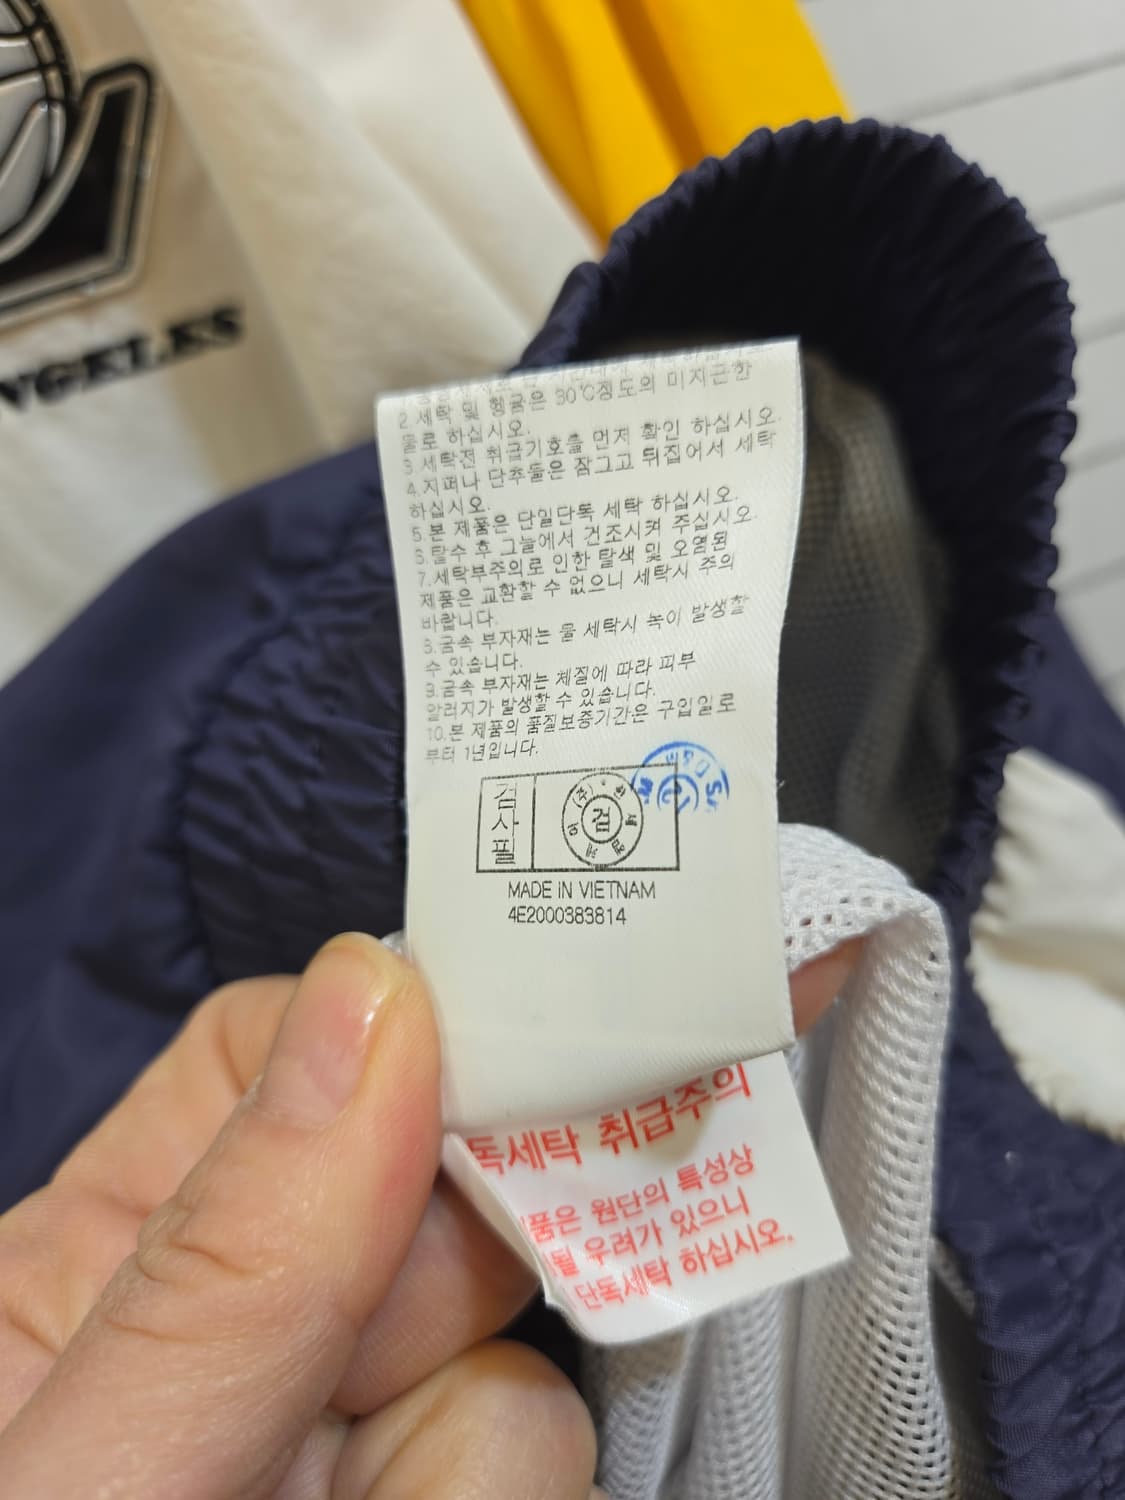 NGELES
2.세탁 및 헹굼은 30℃정도의 미지근한
물로 하십시오.
3.세탁전 취급기호를 먼저 확인 하십시오.
4.지퍼나 단추들은 잠그고 뒤집어서 세탁
하십시오.
5.본 제품은 단일단독 세탁 하십시오.
6.탈수 후 그늘에서 건조시켜 주십시오.
7.세탁부주의로 인한 탈색 및 오염된
제품은 교환할 수 없으니 세탁시 주의
바랍니다.
8.금속 부자재는 물 세탁시 녹이 발생할
수 있습니다.
9.금속 부자재는 체질에 따라 피부
알러지가 발생할 수 있습니다.
10.본 제품의 품질보증기간은 구입일로
부터 1년입니다.
검사필
검
MADE IN VIETNAM
4E2000383814
독세탁 취급주의
품은 원단의 특성상
될 우려가 있으니
단독세탁 하십시오.